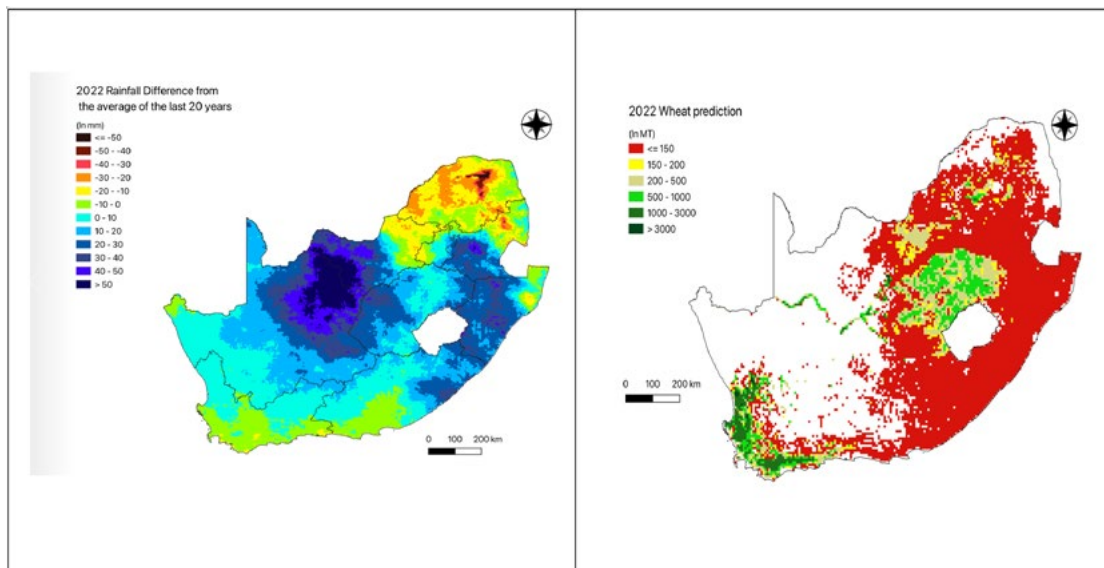 2022 Rainfall Difference from
the average of the last 20 years
(In mm)
<= -50
-50 - -40
-40 - -30
-30 - -20
-20 - -10
-10 - 0
0 - 10
10 - 20
20 - 30
30 - 40
40 - 50
> 50
0 100 200 km
2022 Wheat prediction
(In MT)
<= 150
150 - 200
200 - 500
500 - 1000
1000 - 3000
> 3000
0 100 200 km